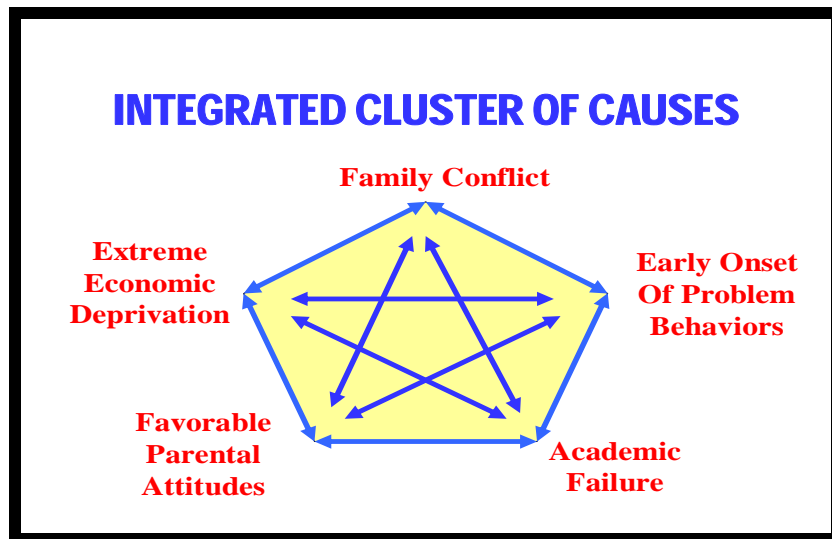 INTEGRATED CLUSTER OF CAUSES
Family Conflict
Extreme
Economic
Deprivation
Early Onset
Of Problem
Behaviors
Favorable
Parental
Attitudes
Academic
Failure